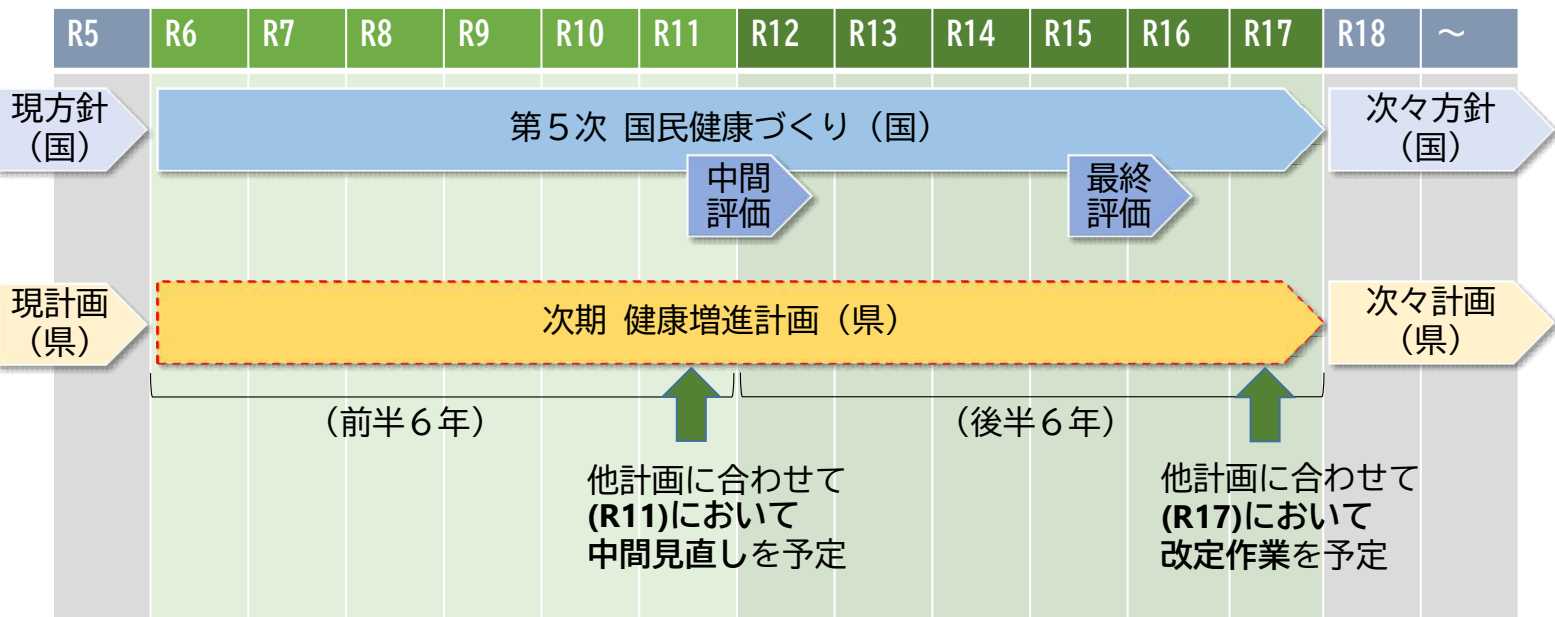 R5 R6 R7 R8 R9 R10 R11 R12 R13 R14 R15 R16 R17 R18 ～
現方針
（国）
第５次 国民健康づくり（国）
次々方針
（国）
中間
評価
最終
評価
現計画
（県）
次期 健康増進計画（県）
次々計画
（県）
（前半６年）
（後半６年）
他計画に合わせて
(R11)において
中間見直しを予定
他計画に合わせて
(R17)において
改定作業を予定